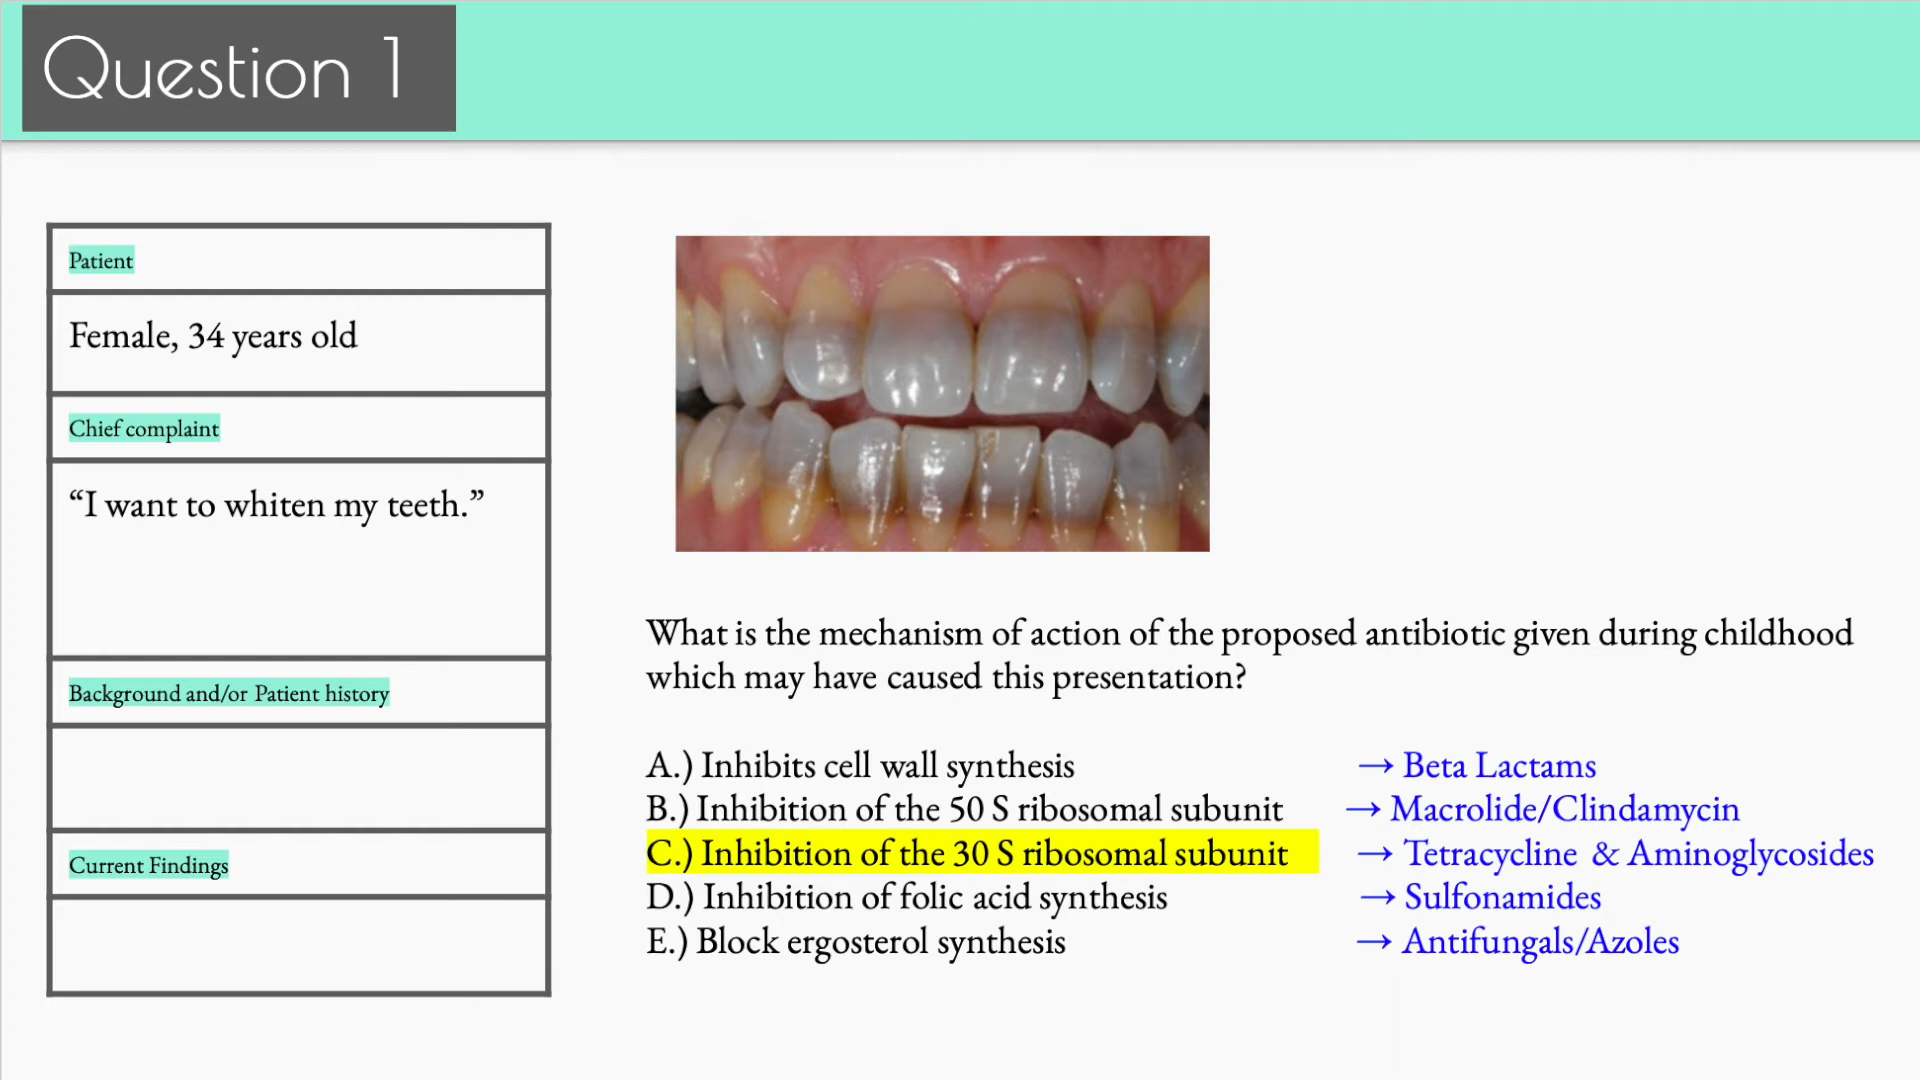 Question 1
Patient
Female, 34 years old
Chief complaint
“I want to whiten my teeth.”
Background and/or Patient history
Current Findings
What is the mechanism of action of the proposed antibiotic given during childhood
which may have caused this presentation?
A.) Inhibits cell wall synthesis → Beta Lactams
B.) Inhibition of the 50 S ribosomal subunit → Macrolide/Clindamycin
C.) Inhibition of the 30 S ribosomal subunit → Tetracycline & Aminoglycosides
D.) Inhibition of folic acid synthesis → Sulfonamides
E.) Block ergosterol synthesis → Antifungals/Azoles